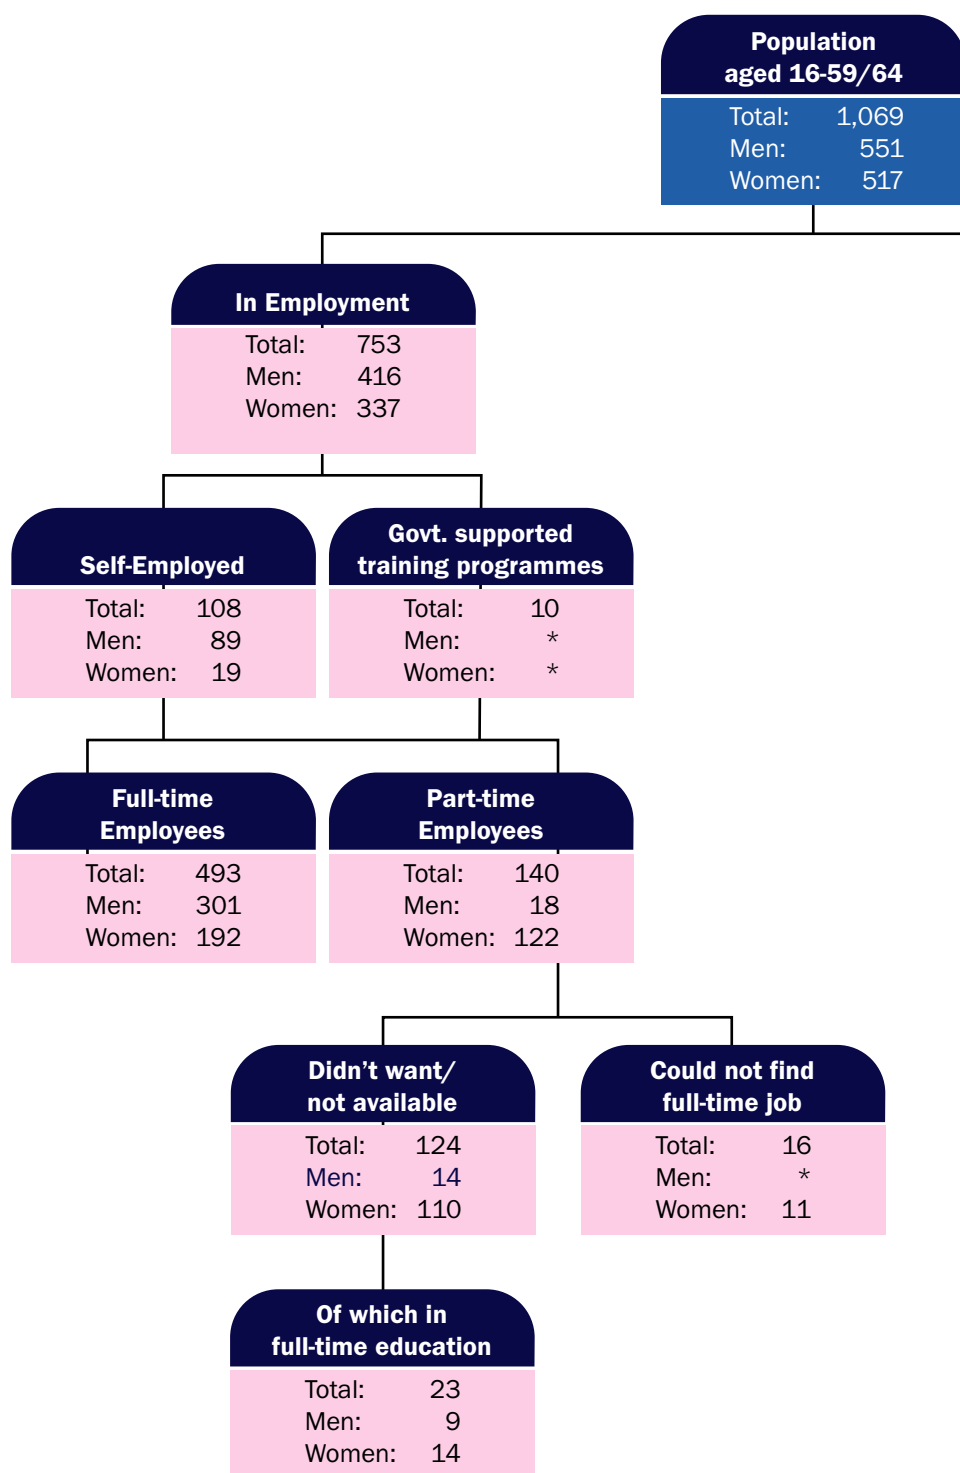 Population
aged 16-59/64
Total: 1,069
Men: 551
Women: 517
In Employment
Total: 753
Men: 416
Women: 337
Self-Employed
Total: 108
Men: 89
Women: 19
Govt. supported
training programmes
Total: 10
Men: *
Women: *
Full-time
Employees
Total: 493
Men: 301
Women: 192
Part-time
Employees
Total: 140
Men: 18
Women: 122
Didn't want/
not available
Total: 124
Men: 14
Women: 110
Could not find
full-time job
Total: 16
Men: *
Women: 11
Of which in
full-time education
Total: 23
Men: 9
Women: 14